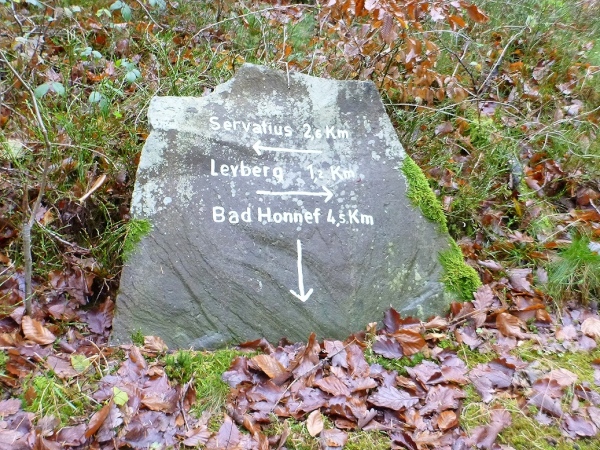 Servatius 2,6 Km
Leyberg 1,2 Km
Bad Honnef 4,5 Km